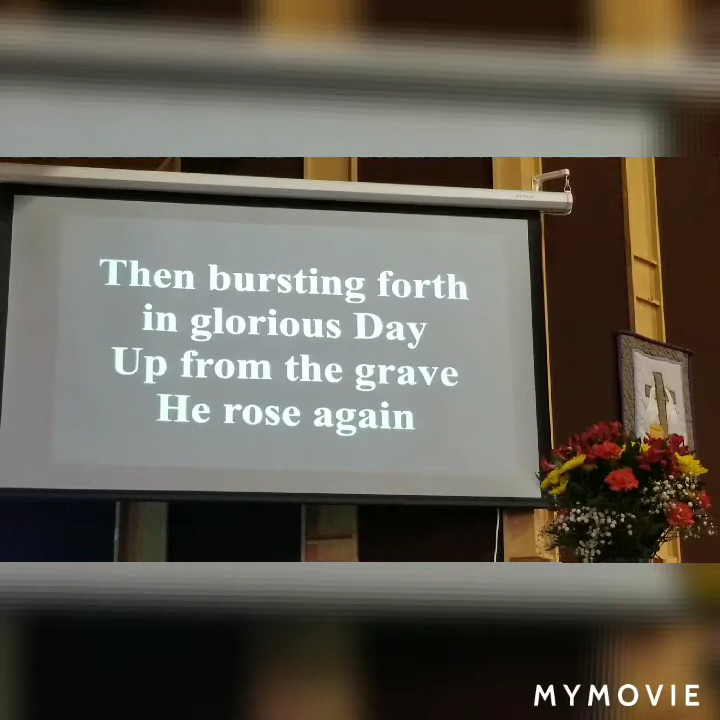 Then bursting forth
in glorious Day
Up from the grave
He rose again
MYMOVIE